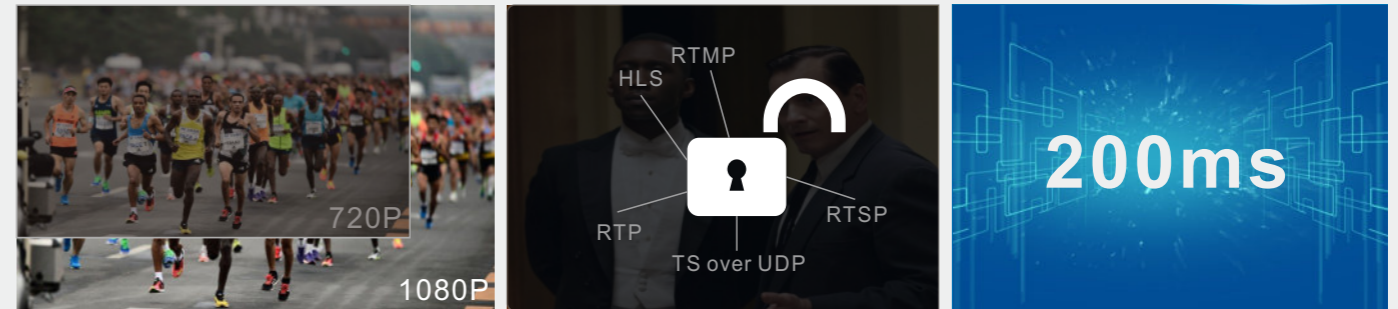 720P
1080P
RTMP
HLS
RTP
RTSP
TS over UDP
200ms